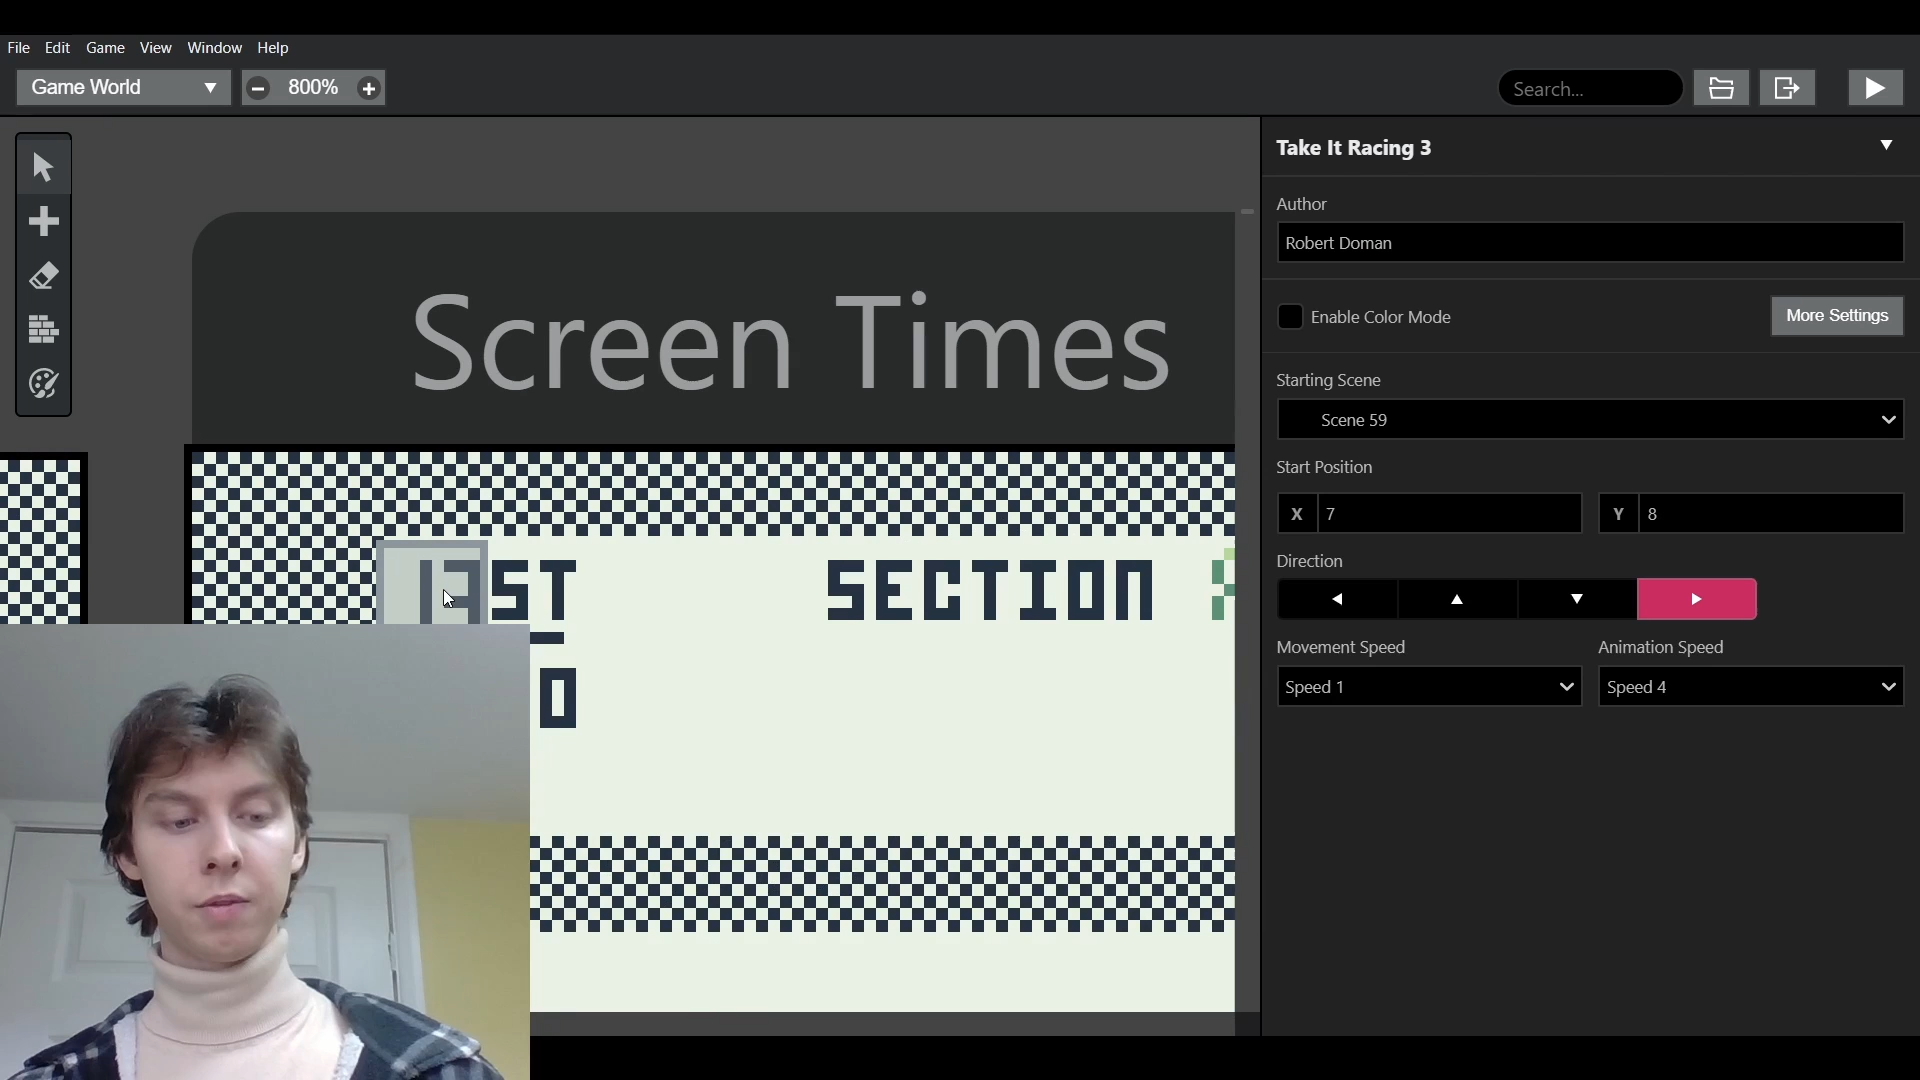 File Edit Game View Window Help
Game World 800% Search...
Take It Racing 3
Author
Robert Doman
Enable Color Mode More Settings
Starting Scene
Scene 59
Start Position
X 7 Y 8
Direction
Movement Speed Animation Speed
Speed 1 Speed 4
Screen Times
SECTION